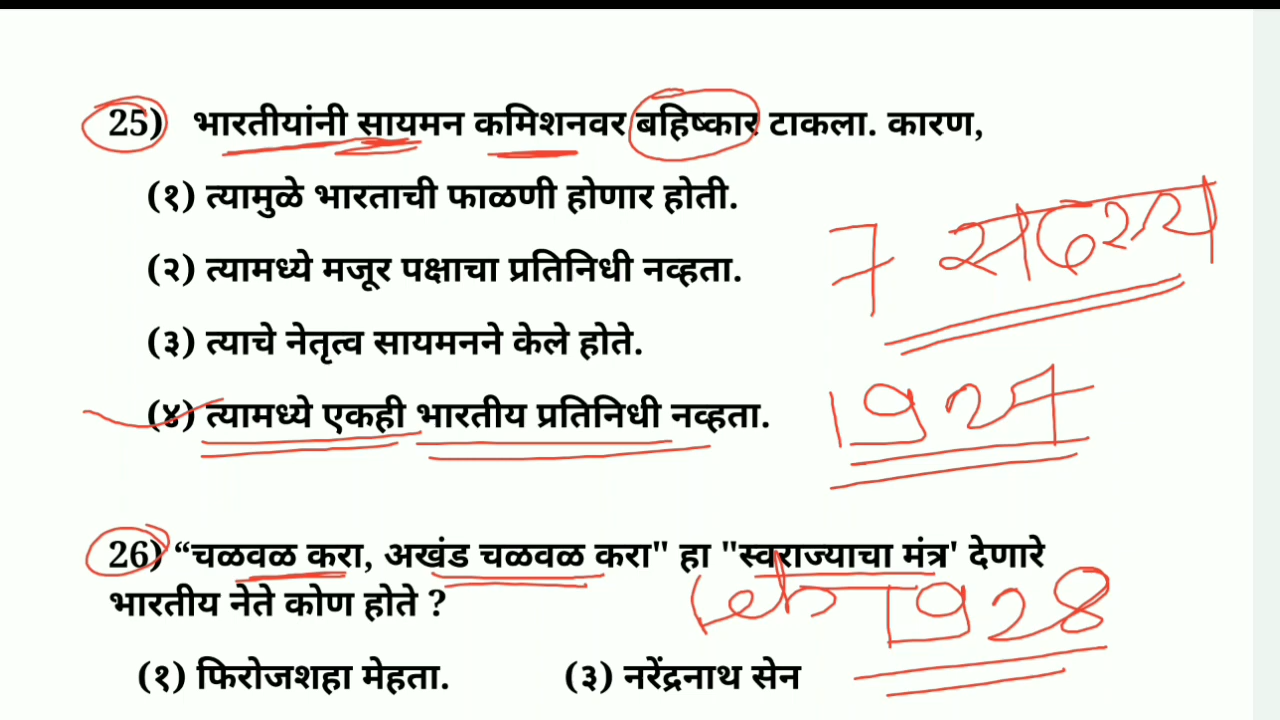 25) भारतीयांनी सायमन कमिशनवर बहिष्कार टाकला. कारण,
(१) त्यामुळे भारताची फाळणी होणार होती.
7 सदस्य
(२) त्यामध्ये मजूर पक्षाचा प्रतिनिधी नव्हता.
(३) त्याचे नेतृत्व सायमनने केले होते.
(४) त्यामध्ये एकही भारतीय प्रतिनिधी नव्हता.
1927
26) “चळवळ करा, अखंड चळवळ करा" हा "स्वराज्याचा मंत्र' देणारे
भारतीय नेते कोण होते ?
feb 1928
(१) फिरोजशहा मेहता. (३) नरेंद्रनाथ सेन